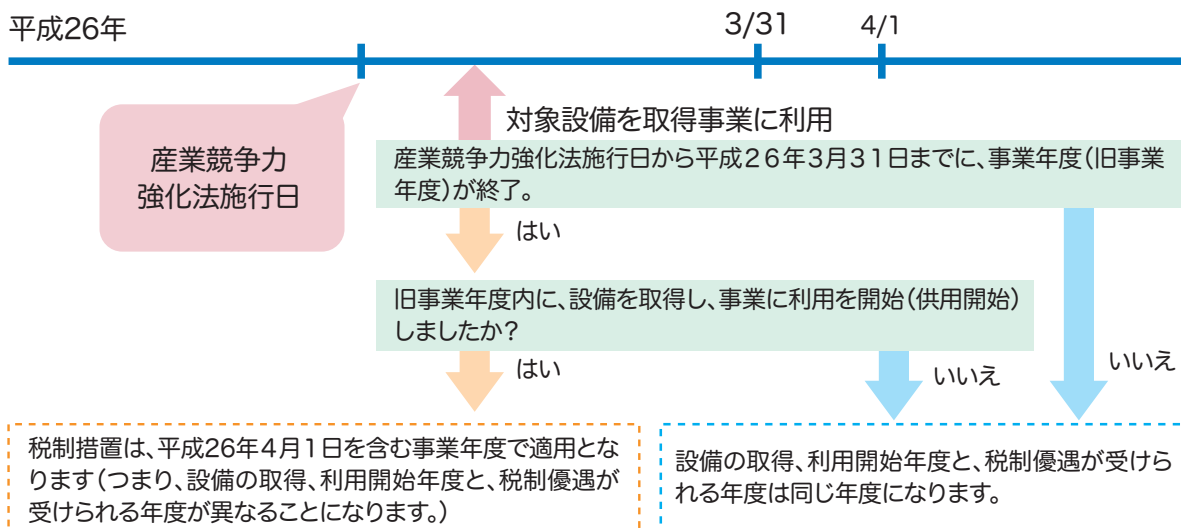 平成26年
3/31
4/1
産業競争力
強化法施行日
対象設備を取得事業に利用
産業競争力強化法施行日から平成26年3月31日までに、事業年度(旧事業
年度)が終了。
はい
旧事業年度内に、設備を取得し、事業に利用を開始(供用開始)
しましたか?
はい
いいえ
いいえ
税制措置は、平成26年4月1日を含む事業年度で適用とな
ります(つまり、設備の取得、利用開始年度と、税制優遇が
受けられる年度が異なることになります。)
設備の取得、利用開始年度と、税制優遇が受けら
れる年度は同じ年度になります。